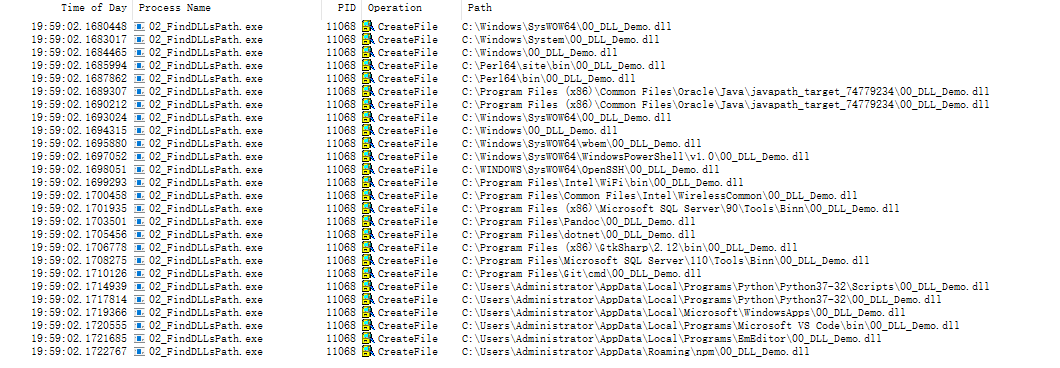 Time of Day Process Name PID Operation Path
19:59:02.1680448 02_FindDLLsPath.exe 11068 CreateFile C:\Windows\SysWOW64\00_DLL_Demo.dll
19:59:02.1683017 02_FindDLLsPath.exe 11068 CreateFile C:\Windows\System\00_DLL_Demo.dll
19:59:02.1684465 02_FindDLLsPath.exe 11068 CreateFile C:\Windows\00_DLL_Demo.dll
19:59:02.1685994 02_FindDLLsPath.exe 11068 CreateFile C:\Perl64\site\bin\00_DLL_Demo.dll
19:59:02.1687862 02_FindDLLsPath.exe 11068 CreateFile C:\Perl64\bin\00_DLL_Demo.dll
19:59:02.1689307 02_FindDLLsPath.exe 11068 CreateFile C:\Program Files (x86)\Common Files\Oracle\Java\javapath_target_74779234\00_DLL_Demo.dll
19:59:02.1690212 02_FindDLLsPath.exe 11068 CreateFile C:\Program Files (x86)\Common Files\Oracle\Java\javapath_target_74779234\00_DLL_Demo.dll
19:59:02.1693024 02_FindDLLsPath.exe 11068 CreateFile C:\Windows\SysWOW64\00_DLL_Demo.dll
19:59:02.1694315 02_FindDLLsPath.exe 11068 CreateFile C:\Windows\00_DLL_Demo.dll
19:59:02.1695880 02_FindDLLsPath.exe 11068 CreateFile C:\Windows\SysWOW64\wbem\00_DLL_Demo.dll
19:59:02.1697052 02_FindDLLsPath.exe 11068 CreateFile C:\Windows\SysWOW64\WindowsPowerShell\v1.0\00_DLL_Demo.dll
19:59:02.1698051 02_FindDLLsPath.exe 11068 CreateFile C:\WINDOWS\SysWOW64\OpenSSH\00_DLL_Demo.dll
19:59:02.1699293 02_FindDLLsPath.exe 11068 CreateFile C:\Program Files\Intel\WiFi\bin\00_DLL_Demo.dll
19:59:02.1700458 02_FindDLLsPath.exe 11068 CreateFile C:\Program Files\Common Files\Intel\WirelessCommon\00_DLL_Demo.dll
19:59:02.1701935 02_FindDLLsPath.exe 11068 CreateFile C:\Program Files (x86)\Microsoft SQL Server\90\Tools\Binn\00_DLL_Demo.dll
19:59:02.1703501 02_FindDLLsPath.exe 11068 CreateFile C:\Program Files\Pandoc\00_DLL_Demo.dll
19:59:02.1705456 02_FindDLLsPath.exe 11068 CreateFile C:\Program Files\dotnet\00_DLL_Demo.dll
19:59:02.1706778 02_FindDLLsPath.exe 11068 CreateFile C:\Program Files (x86)\GtkSharp\2.12\bin\00_DLL_Demo.dll
19:59:02.1708275 02_FindDLLsPath.exe 11068 CreateFile C:\Program Files\Microsoft SQL Server\110\Tools\Binn\00_DLL_Demo.dll
19:59:02.1710126 02_FindDLLsPath.exe 11068 CreateFile C:\Program Files\Git\cmd\00_DLL_Demo.dll
19:59:02.1714939 02_FindDLLsPath.exe 11068 CreateFile C:\Users\Administrator\AppData\Local\Programs\Python\Python37-32\Scripts\00_DLL_Demo.dll
19:59:02.1717814 02_FindDLLsPath.exe 11068 CreateFile C:\Users\Administrator\AppData\Local\Programs\Python\Python37-32\00_DLL_Demo.dll
19:59:02.1719366 02_FindDLLsPath.exe 11068 CreateFile C:\Users\Administrator\AppData\Local\Microsoft\WindowsApps\00_DLL_Demo.dll
19:59:02.1720555 02_FindDLLsPath.exe 11068 CreateFile C:\Users\Administrator\AppData\Local\Programs\Microsoft VS Code\bin\00_DLL_Demo.dll
19:59:02.1721685 02_FindDLLsPath.exe 11068 CreateFile C:\Users\Administrator\AppData\Local\Programs\EmEditor\00_DLL_Demo.dll
19:59:02.1722767 02_FindDLLsPath.exe 11068 CreateFile C:\Users\Administrator\AppData\Roaming\npm\00_DLL_Demo.dll